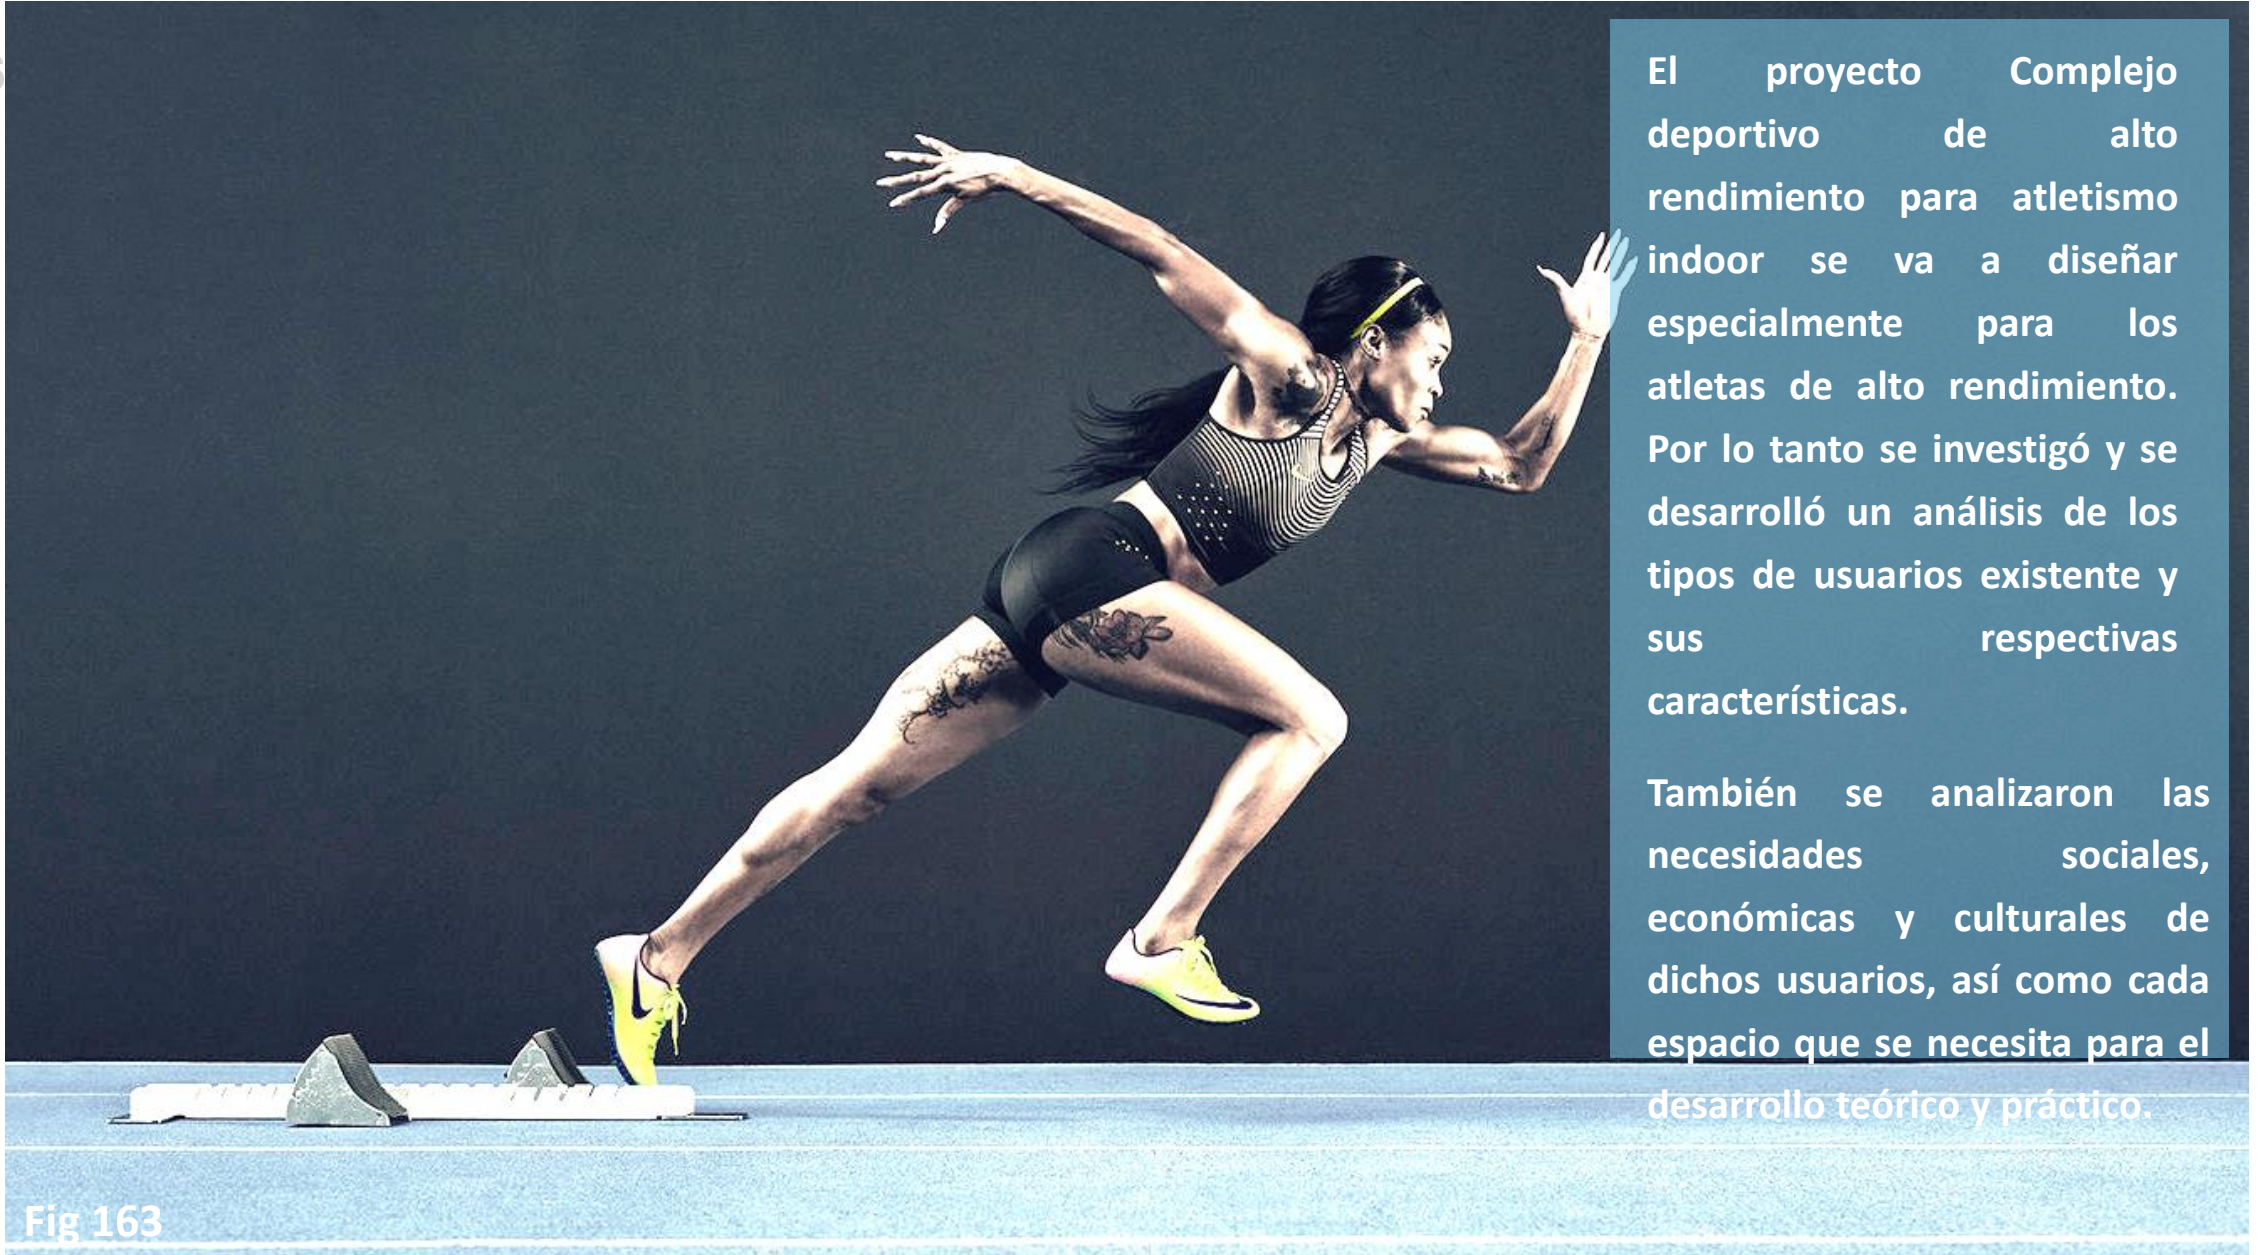 El proyecto Complejo
deportivo de alto
rendimiento para atletismo
indoor se va a diseñar
especialmente para los
atletas de alto rendimiento.
Por lo tanto se investigó y se
desarrolló un análisis de los
tipos de usuarios existente y
sus respectivas
características.
También se analizaron las
necesidades sociales,
económicas y culturales de
dichos usuarios, así como cada
espacio que se necesita para el
desarrollo teórico y práctico.
Fig 163